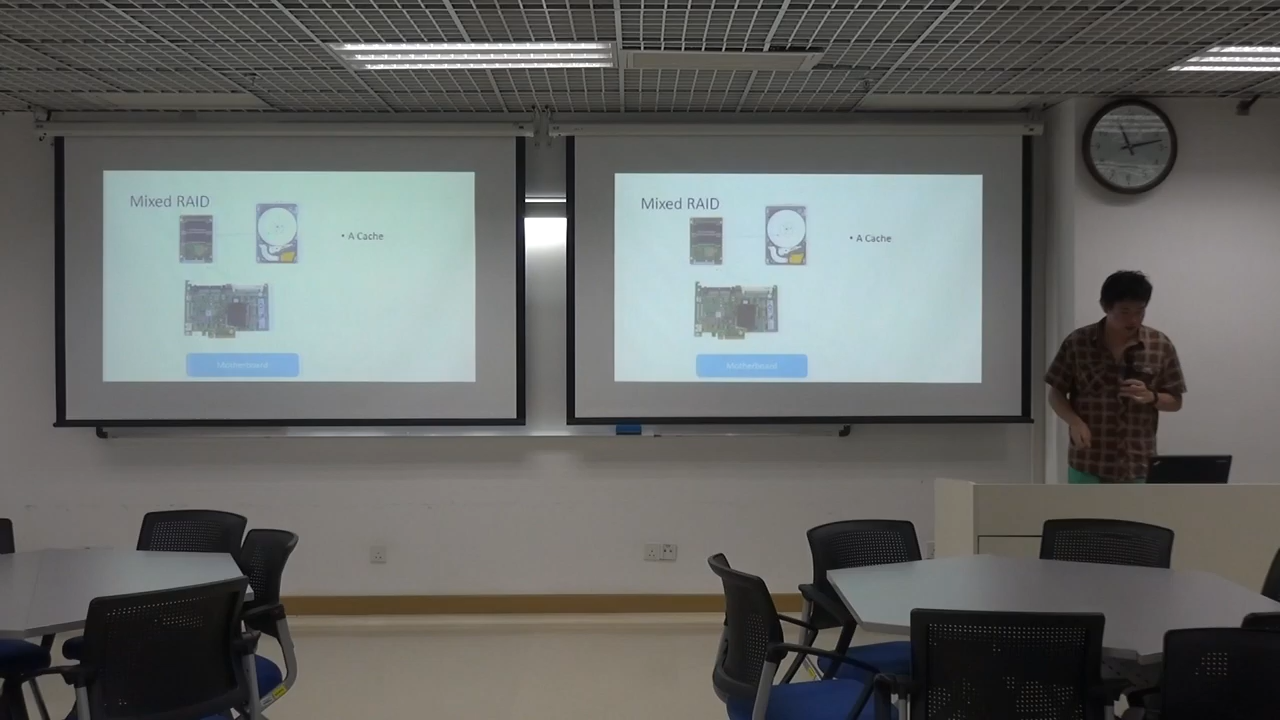 Mixed RAID
• A Cache
Motherboard
Mixed RAID
• A Cache
Motherboard